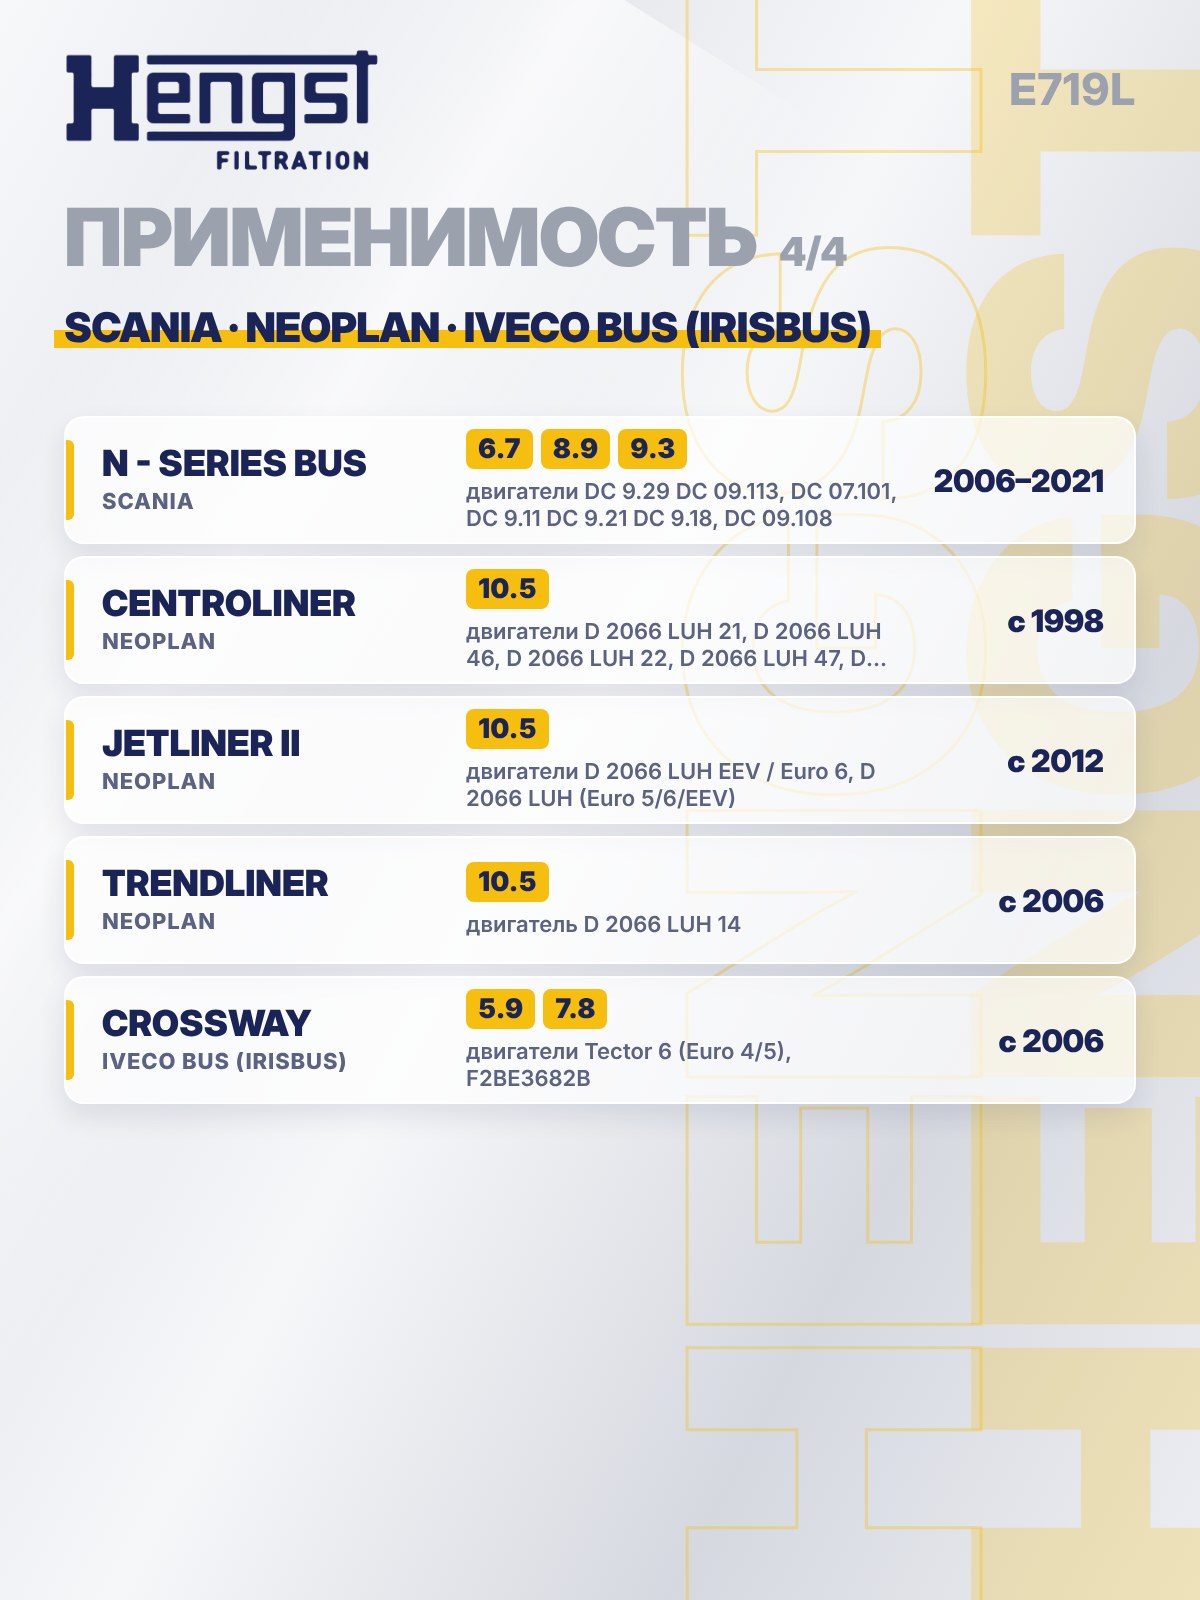 Hengst
FILTRATION
E719L
ПРИМЕНИМОСТЬ 4/4
SCANIA · NEOPLAN · IVECO BUS (IRISBUS)
N - SERIES BUS
SCANIA
6.7 8.9 9.3
двигатели DC 9.29 DC 09.113, DC 07.101,
DC 9.11 DC 9.21 DC 9.18, DC 09.108
2006–2021
CENTROLINER
NEOPLAN
10.5
двигатели D 2066 LUH 21, D 2066 LUH
46, D 2066 LUH 22, D 2066 LUH 47, D...
с 1998
JETLINER II
NEOPLAN
10.5
двигатели D 2066 LUH EEV / Euro 6, D
2066 LUH (Euro 5/6/EEV)
с 2012
TRENDLINER
NEOPLAN
10.5
двигатель D 2066 LUH 14
с 2006
CROSSWAY
IVECO BUS (IRISBUS)
5.9 7.8
двигатели Tector 6 (Euro 4/5),
F2BE3682B
с 2006
HENGST
HENGST